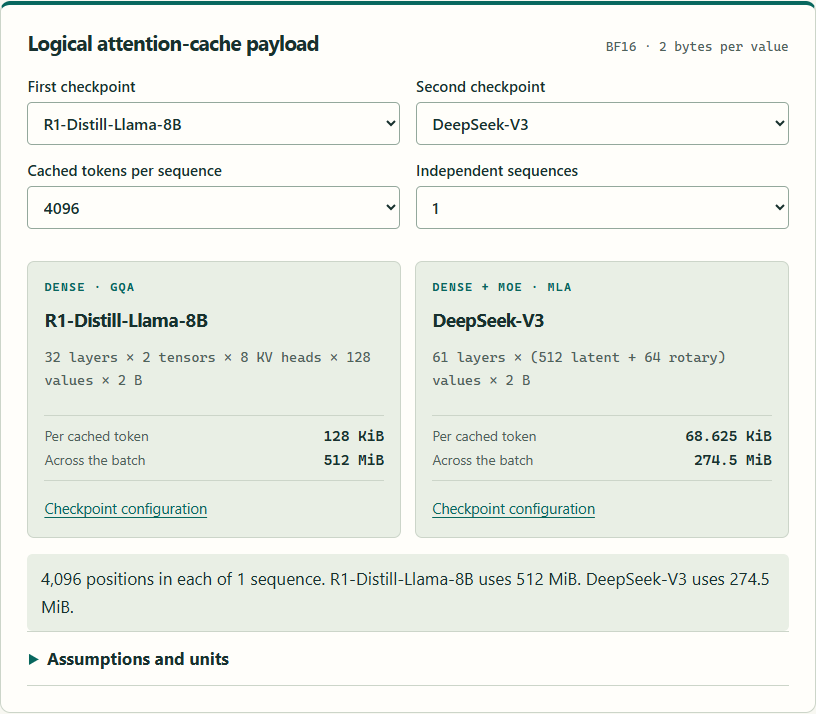 Logical attention-cache payload
BF16 · 2 bytes per value
First checkpoint
Second checkpoint
R1-Distill-Llama-8B
DeepSeek-V3
Cached tokens per sequence
Independent sequences
4096
1
DENSE · GQA
R1-Distill-Llama-8B
32 layers × 2 tensors × 8 KV heads × 128
values × 2 B
Per cached token 128 KiB
Across the batch 512 MiB
Checkpoint configuration
DENSE + MOE · MLA
DeepSeek-V3
61 layers × (512 latent + 64 rotary)
values × 2 B
Per cached token 68.625 KiB
Across the batch 274.5 MiB
Checkpoint configuration
4,096 positions in each of 1 sequence. R1-Distill-Llama-8B uses 512 MiB. DeepSeek-V3 uses 274.5
MiB.
Assumptions and units